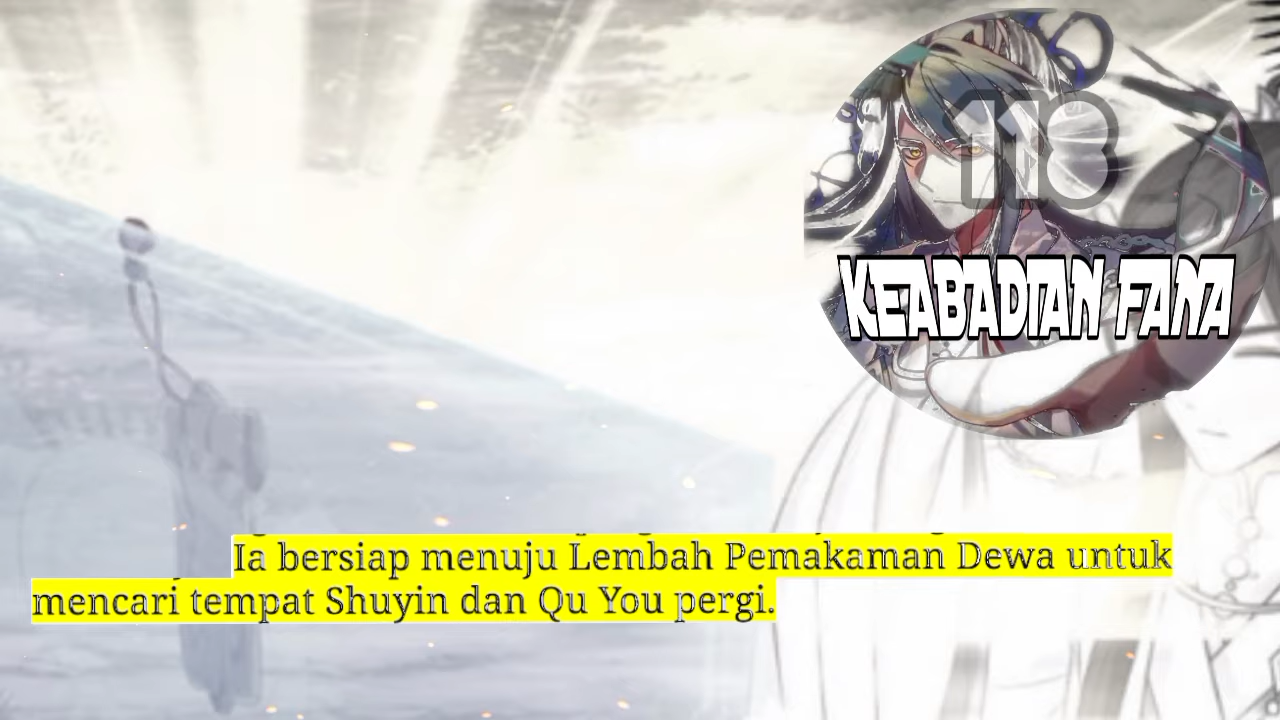 118
KEABADIAN FANA
Ia bersiap menuju Lembah Pemakaman Dewa untuk
mencari tempat Shuyin dan Qu You pergi.